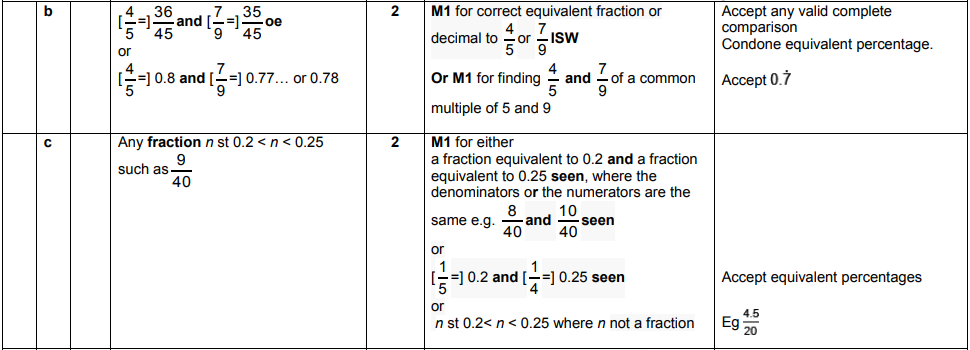 b
[4/5=] 36/45 and [7/9=] 35/45 oe
or
[4/5=] 0.8 and [7/9=] 0.77... or 0.78
2
M1 for correct equivalent fraction or
decimal to 4/5 or 7/9 ISW
Or M1 for finding 4/5 and 7/9 of a common
multiple of 5 and 9
Accept any valid complete
comparison
Condone equivalent percentage.
Accept 0.7̇
c
Any fraction n st 0.2 < n < 0.25
such as 9/40
2
M1 for either
a fraction equivalent to 0.2 and a fraction
equivalent to 0.25 seen, where the
denominators or the numerators are the
same e.g. 8/40 and 10/40 seen
or
[1/5=] 0.2 and [1/4=] 0.25 seen
or
n st 0.2< n < 0.25 where n not a fraction
Accept equivalent percentages
Eg 4.5/20